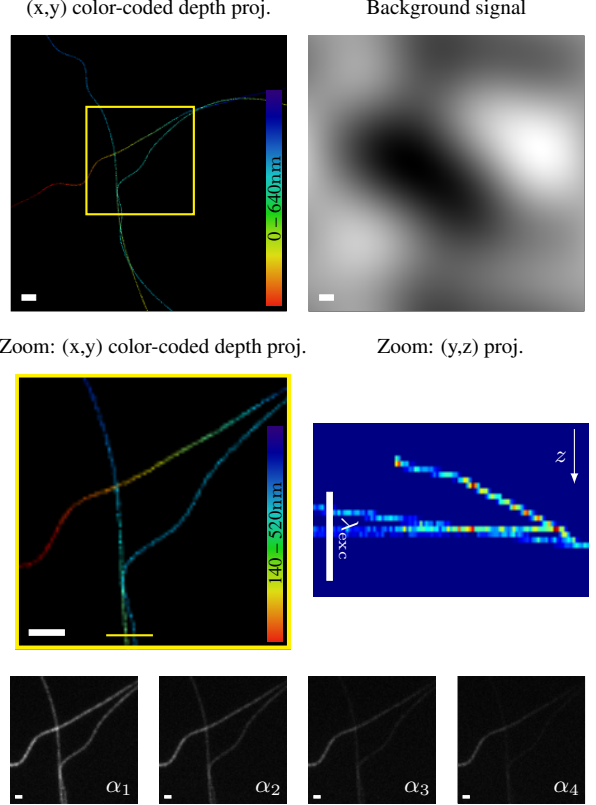 (x,y) color-coded depth proj.
Background signal
0 – 640nm
Zoom: (x,y) color-coded depth proj.
Zoom: (y,z) proj.
140 – 520nm
z
λexc
α1
α2
α3
α4